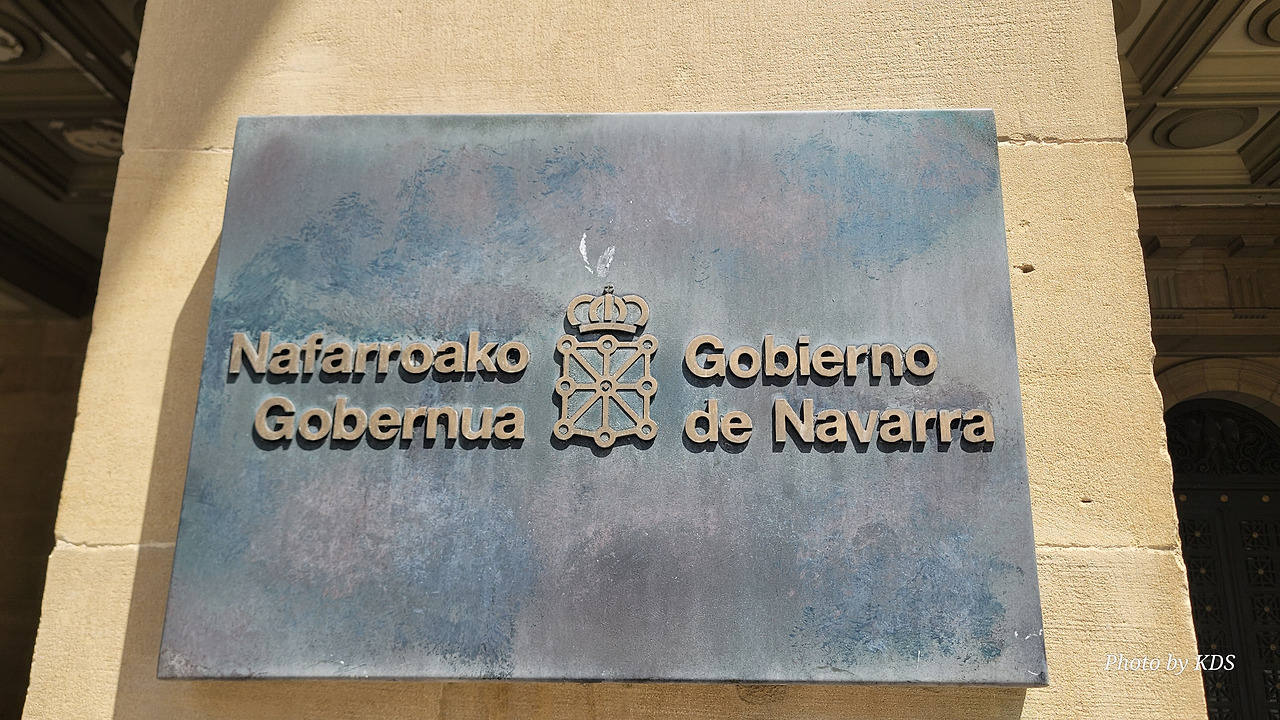 Nafarroako
Gobernua
Gobierno
de Navarra
Photo by KDS